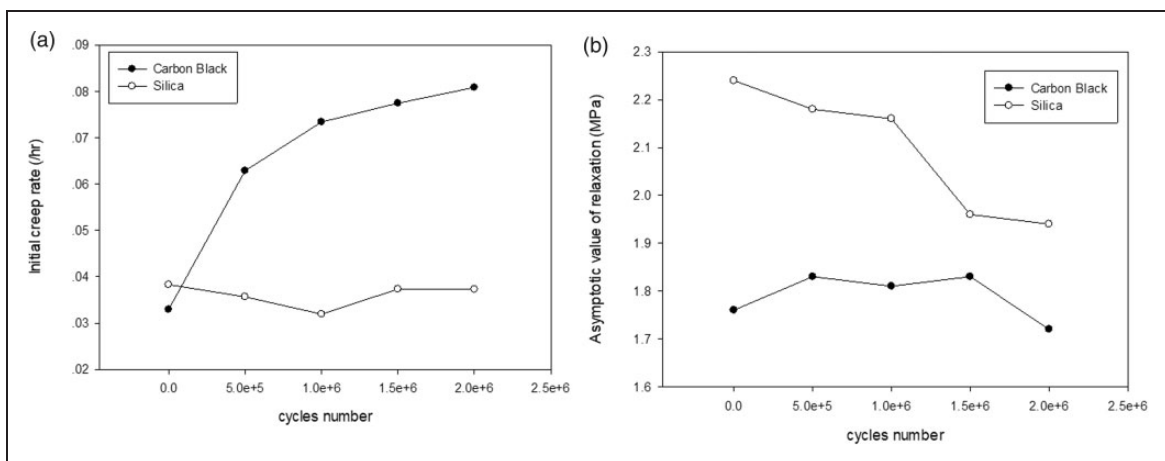 (a)
Initial creep rate (/hr)
.09
.08
.07
.06
.05
.04
.03
.02
Carbon Black
Silica
0.0 5.0e+5 1.0e+6 1.5e+6 2.0e+6 2.5e+6
cycles number
(b)
Asymptotic value of relaxation (MPa)
2.3
2.2
2.1
2.0
1.9
1.8
1.7
1.6
Carbon Black
Silica
0.0 5.0e+5 1.0e+6 1.5e+6 2.0e+6 2.5e+6
cycles number